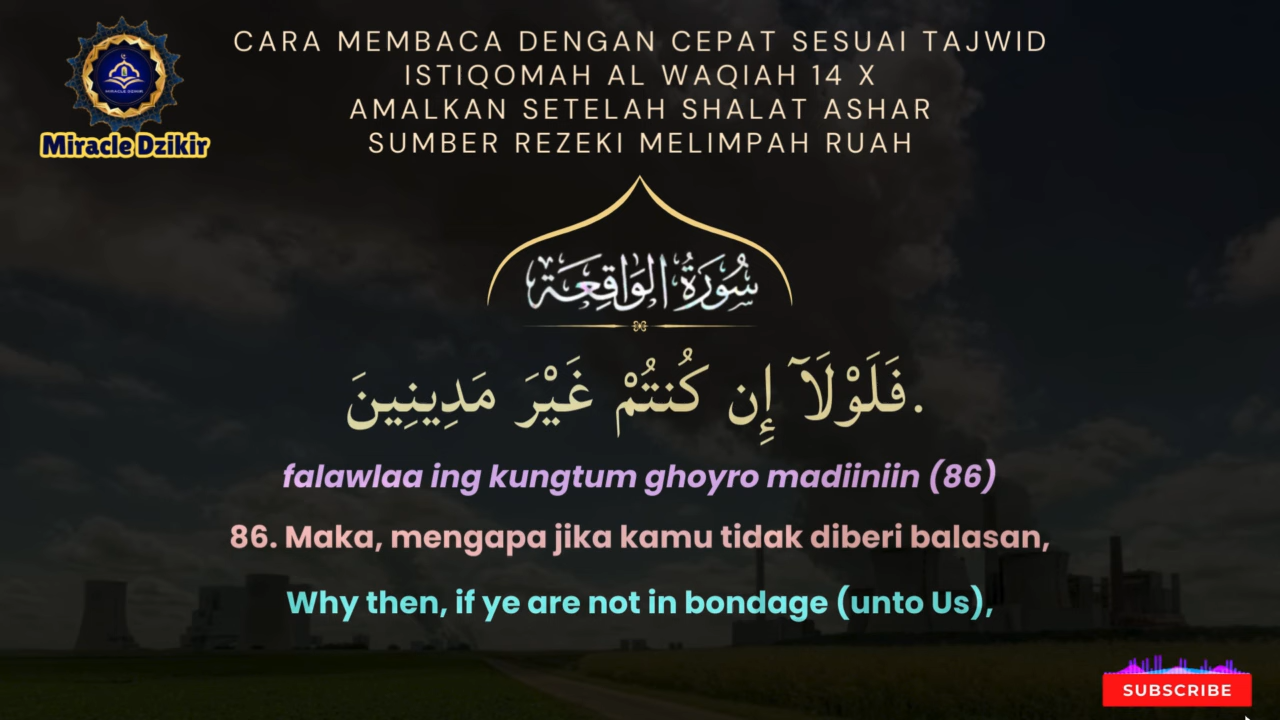 CARA MEMBACA DENGAN CEPAT SESUAI TAJWID
ISTIQOMAH AL WAQIAH 14 X
AMALKAN SETELAH SHALAT ASHAR
SUMBER REZEKI MELIMPAH RUAH
MIRACLE DZIKIR
Miracle Dzikir
سُورَةُ الوَاقِعَة
فَلَوْلَآ إِن كُنتُمْ غَيْرَ مَدِينِينَ.
falawlaa ing kungtum ghoyro madiiniin (86)
86. Maka, mengapa jika kamu tidak diberi balasan,
Why then, if ye are not in bondage (unto Us),
SUBSCRIBE